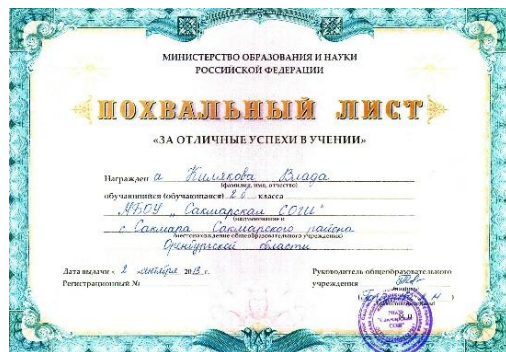 МИНИСТЕРСТВО ОБРАЗОВАНИЯ И НАУКИ
РОССИЙСКОЙ ФЕДЕРАЦИИ
ПОХВАЛЬНЫЙ ЛИСТ
«ЗА ОТЛИЧНЫЕ УСПЕХИ В УЧЕНИИ»
Награжден а Кимякова Влада
(фамилия, имя, отчество)
обучающийся (обучающаяся) 2 б класса
МБОУ „Сакмарская СОШ“
(наименование и
с. Сакмара Сакмарского района
местонахождение общеобразовательного учреждения)
Оренбургской области
Дата выдачи « 2 сентября 2013 г. Руководитель общеобразовательного
Регистрационный № учреждения